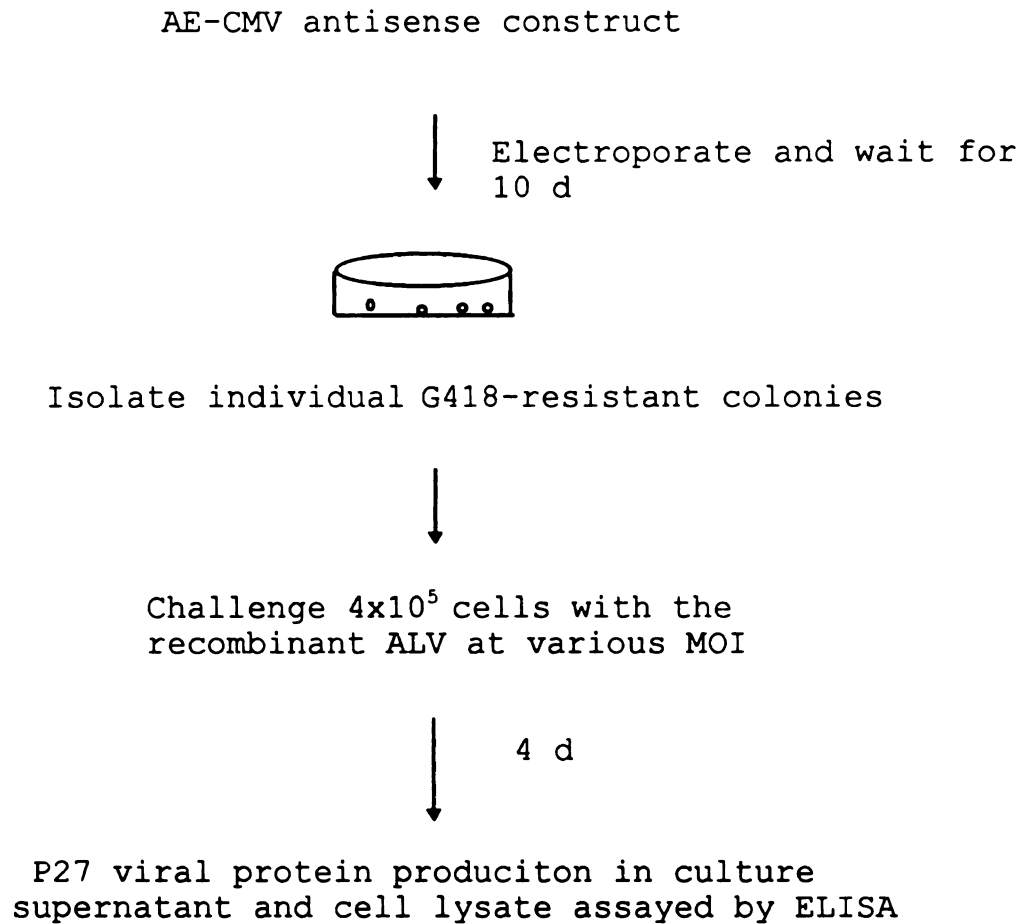 AE-CMV antisense construct
Electroporate and wait for
10 d
Isolate individual G418-resistant colonies
Challenge 4x10⁵ cells with the
recombinant ALV at various MOI
4 d
P27 viral protein produciton in culture
supernatant and cell lysate assayed by ELISA